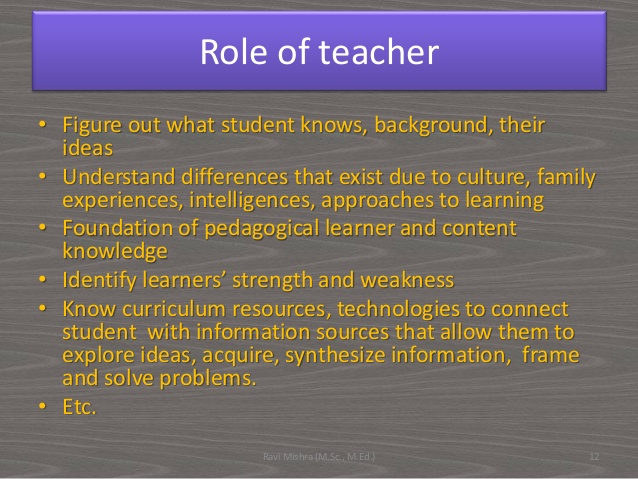 Role of teacher
• Figure out what student knows, background, their
ideas
• Understand differences that exist due to culture, family
experiences, intelligences, approaches to learning
• Foundation of pedagogical learner and content
knowledge
• Identify learners’ strength and weakness
• Know curriculum resources, technologies to connect
student with information sources that allow them to
explore ideas, acquire, synthesize information, frame
and solve problems.
• Etc.
Ravi Mishra (M.Sc., M.Ed.) 12